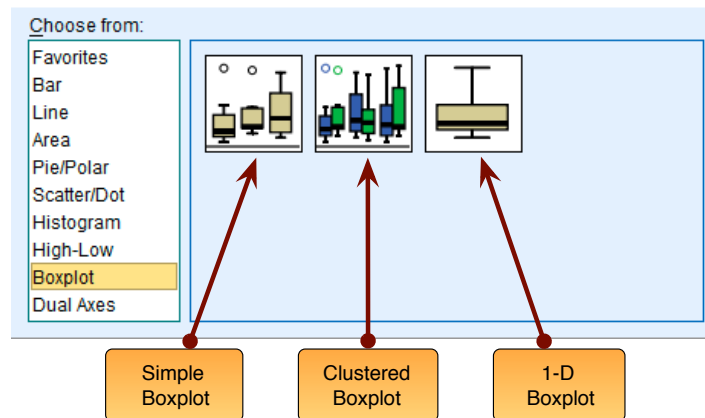 Choose from:
Favorites
Bar
Line
Area
Pie/Polar
Scatter/Dot
Histogram
High-Low
Boxplot
Dual Axes
Simple
Boxplot
Clustered
Boxplot
1-D
Boxplot